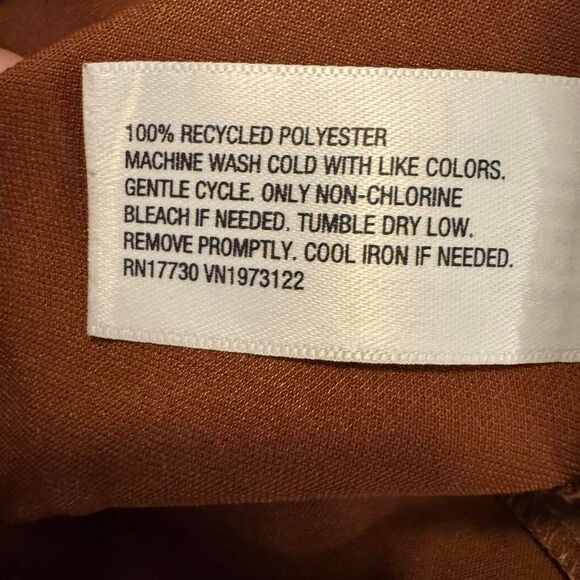 100% RECYCLED POLYESTER
MACHINE WASH COLD WITH LIKE COLORS.
GENTLE CYCLE. ONLY NON-CHLORINE
BLEACH IF NEEDED. TUMBLE DRY LOW.
REMOVE PROMPTLY. COOL IRON IF NEEDED.
RN17730 VN1973122